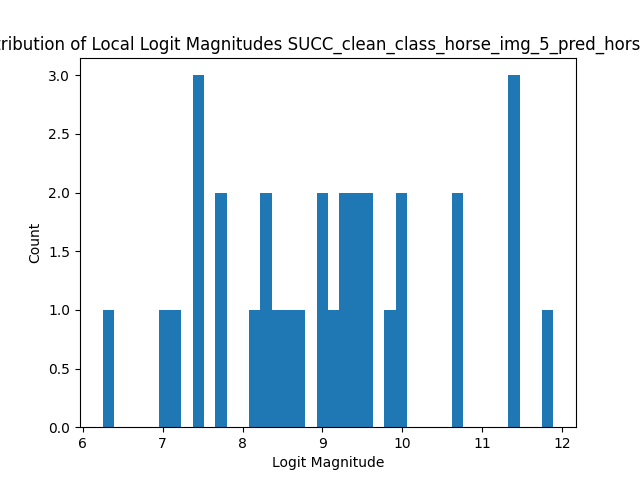 ribution of Local Logit Magnitudes SUCC_clean_class_horse_img_5_pred_hors
3.0
2.5
2.0
1.5
1.0
0.5
0.0
Count
6 7 8 9 10 11 12
Logit Magnitude